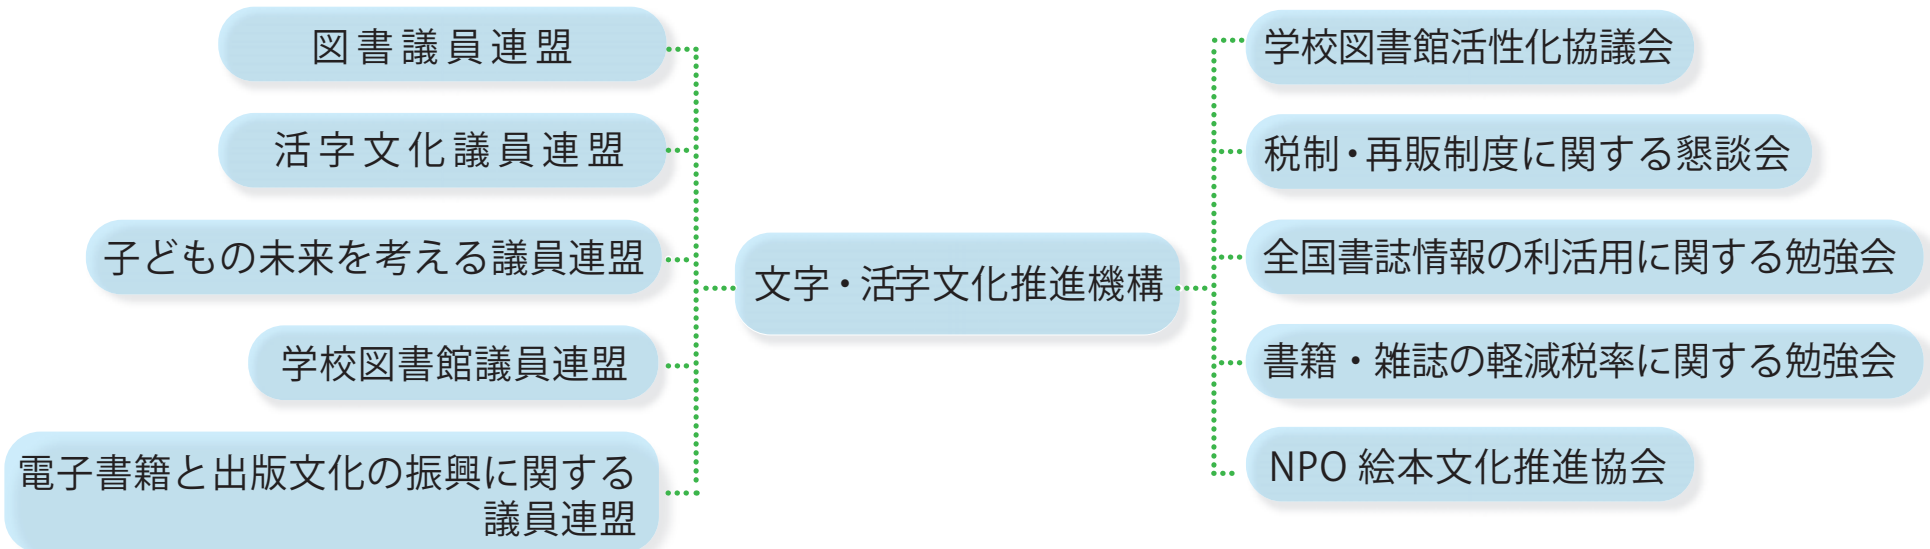 図書議員連盟
活字文化議員連盟
子どもの未来を考える議員連盟
学校図書館議員連盟
電子書籍と出版文化の振興に関する
議員連盟
文字・活字文化推進機構
学校図書館活性化協議会
税制・再販制度に関する懇談会
全国書誌情報の利活用に関する勉強会
書籍・雑誌の軽減税率に関する勉強会
NPO 絵本文化推進協会